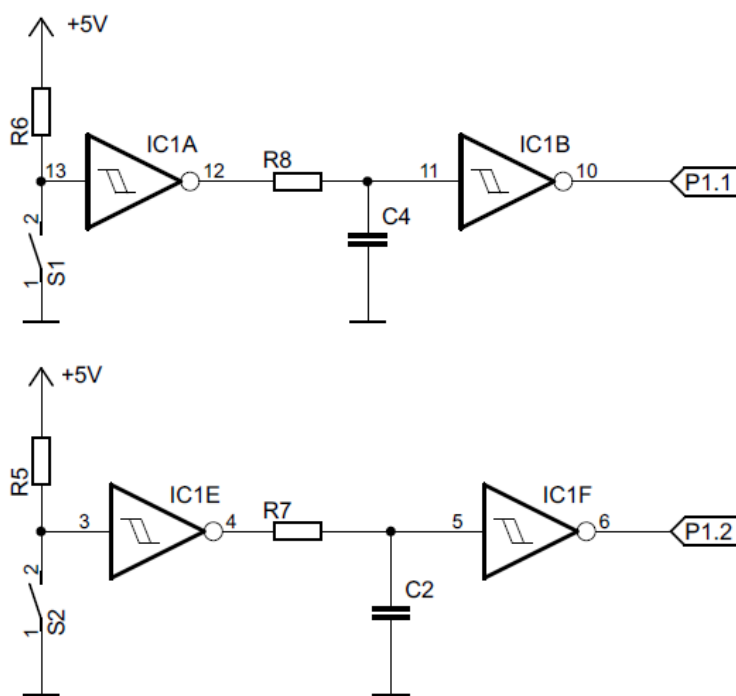 +5V
R6
IC1A
13
12
R8
11
IC1B
10
P1.1
2
S1
1
C4
+5V
R5
IC1E
3
4
R7
5
IC1F
6
P1.2
2
S2
1
C2